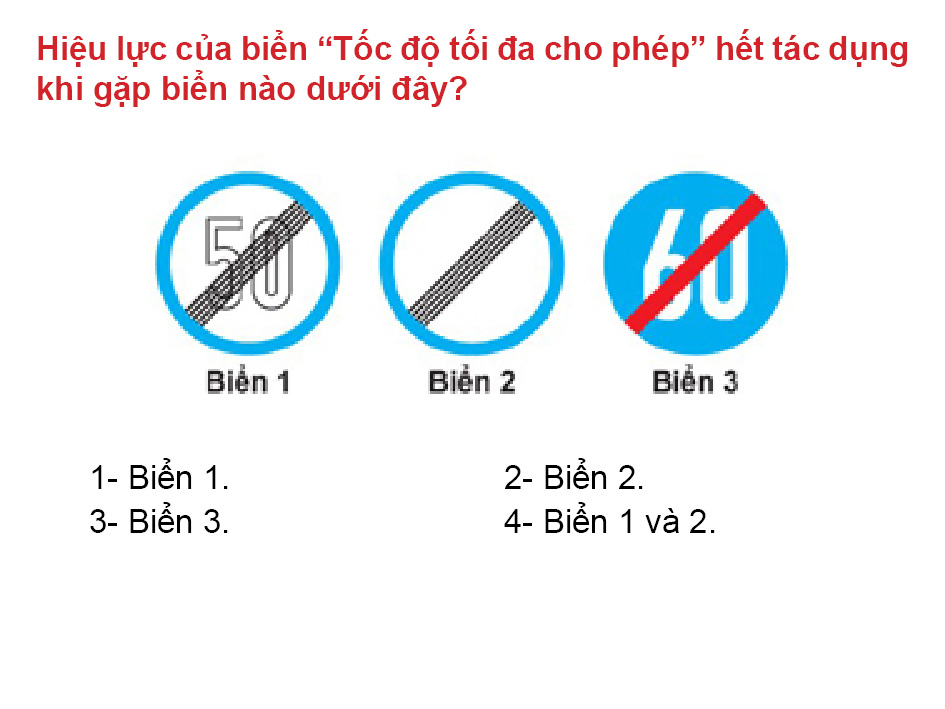 Hiệu lực của biển “Tốc độ tối đa cho phép” hết tác dụng
khi gặp biển nào dưới đây?
50
60
Biển 1
Biển 2
Biển 3
1- Biển 1.
2- Biển 2.
3- Biển 3.
4- Biển 1 và 2.